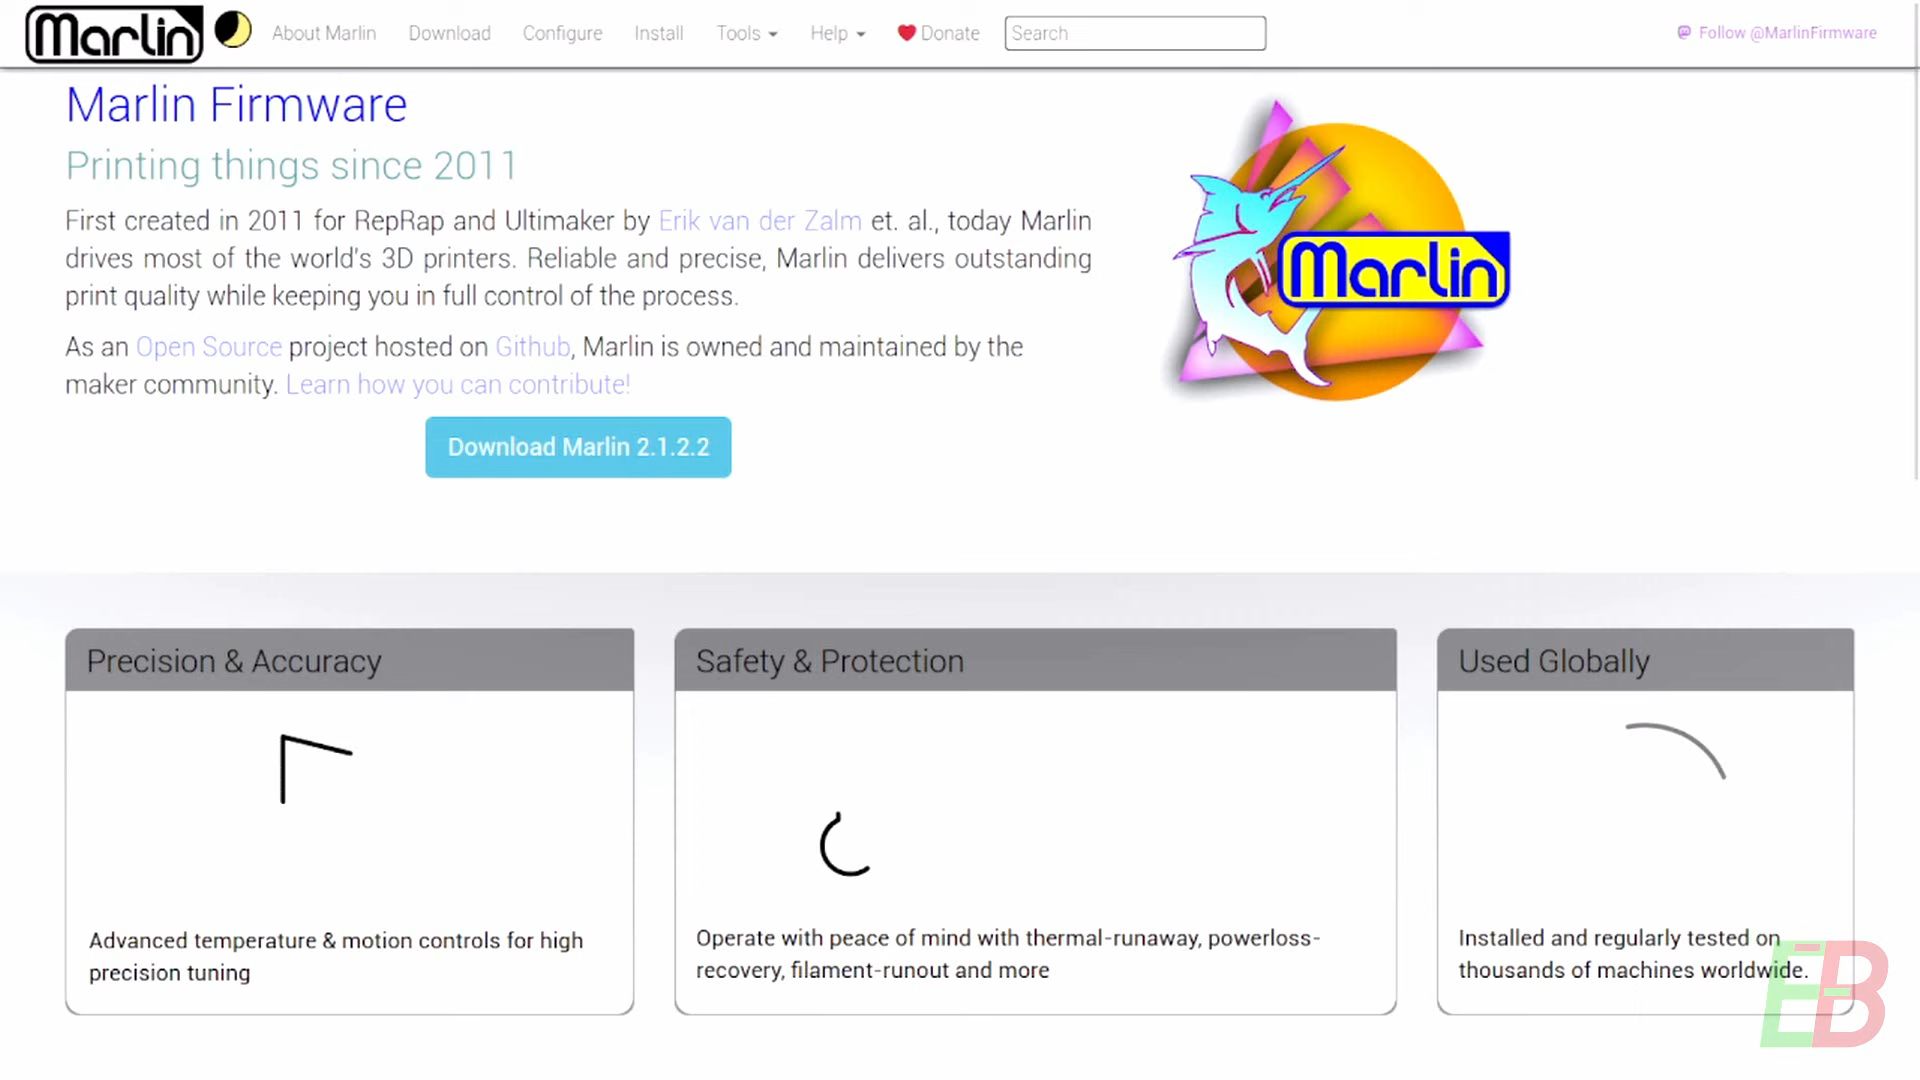 Marlin
About Marlin Download Configure Install Tools Help Donate Search Follow @MarlinFirmware
Marlin Firmware
Printing things since 2011
First created in 2011 for RepRap and Ultimaker by Erik van der Zalm et. al., today Marlin
drives most of the world's 3D printers. Reliable and precise, Marlin delivers outstanding
print quality while keeping you in full control of the process.
As an Open Source project hosted on Github, Marlin is owned and maintained by the
maker community. Learn how you can contribute!
Download Marlin 2.1.2.2
Marlin
Precision & Accuracy
Advanced temperature & motion controls for high
precision tuning
Safety & Protection
Operate with peace of mind with thermal-runaway, powerloss-
recovery, filament-runout and more
Used Globally
Installed and regularly tested on
thousands of machines worldwide.
EB